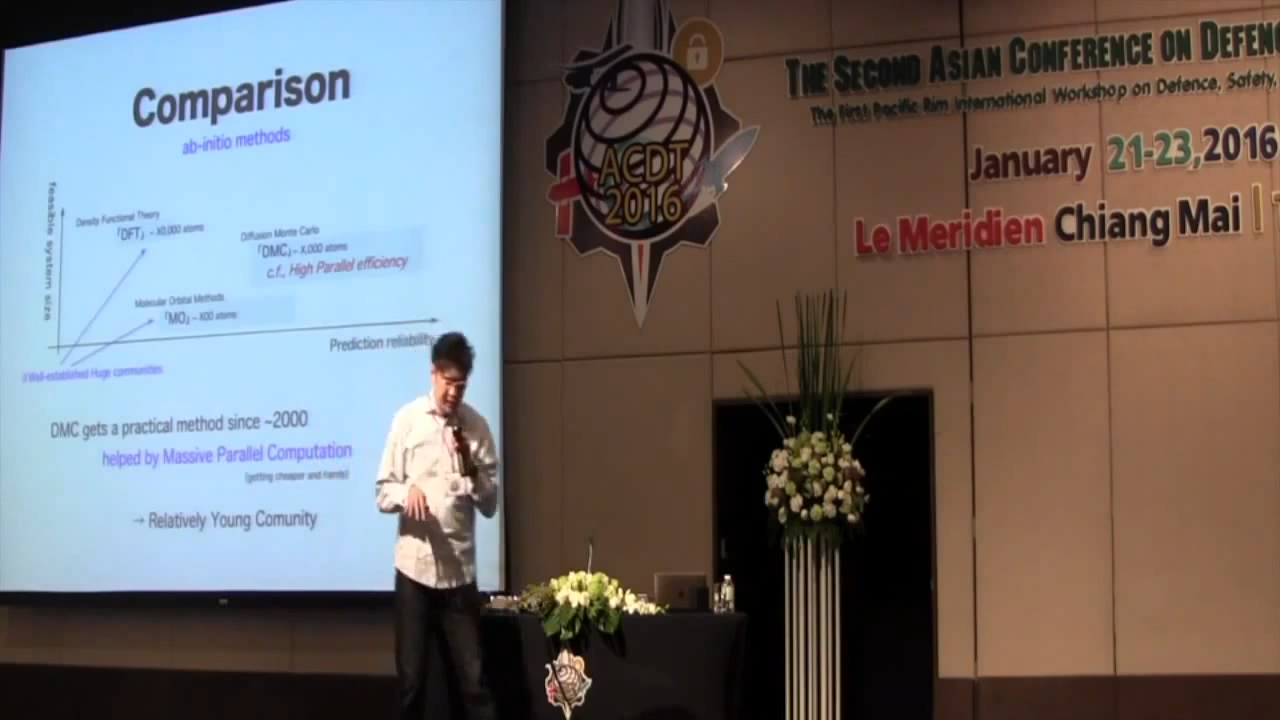 Comparison
ab-initio methods
feasible system size
Density Functional Theory
「DFT」 ~ X0,000 atoms
Diffusion Monte Carlo
「DMC」 ~ X,000 atoms
c.f., High Parallel efficiency
Molecular Orbital Methods
「MO」 ~ X00 atoms
Prediction reliability
Well-established Huge communities
DMC gets a practical method since ~2000
helped by Massive Parallel Computation
(getting cheaper and handy)
→ Relatively Young Comunity
ACDT
2016
THE SECOND ASIAN CONFERENCE ON DEFENC
The First Pacific Rim International Workshop on Defence, Safety,
January 21-23,2016
Le Meridien Chiang Mai |